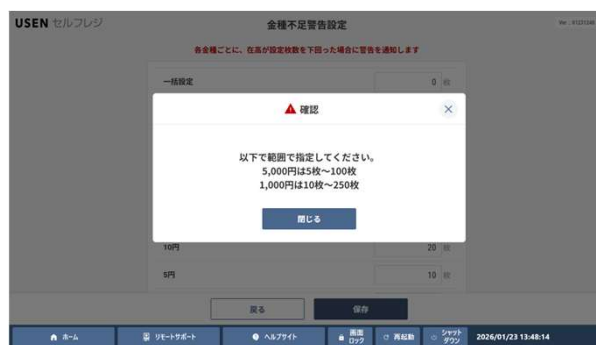 USEN セルフレジ
金種不足警告設定
Ver : 01231346
各金種ごとに、在高が設定枚数を下回った場合に警告を通知します
一括設定
0 枚
確認
以下で範囲で指定してください。
5,000円は5枚〜100枚
1,000円は10枚〜250枚
閉じる
10円
20 枚
5円
10 枚
戻る
保存
ホーム
リモートサポート
ヘルプサイト
画面
ロック
再起動
シャット
ダウン
2026/01/23 13:48:14